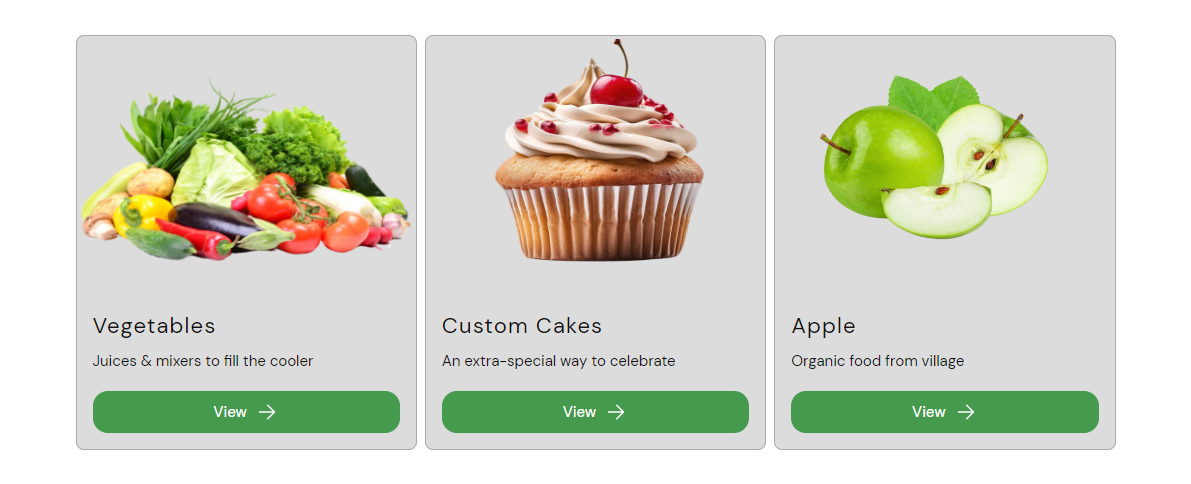 Vegetables
Juices & mixers to fill the cooler
View
Custom Cakes
An extra-special way to celebrate
View
Apple
Organic food from village
View